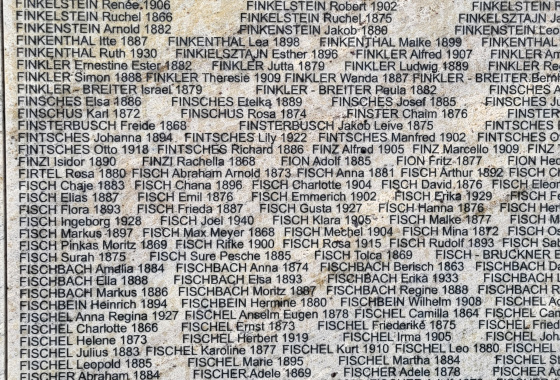 FINKELSTEIN Renée 1906 FINKELSTEIN Robert 1902 FINKELSTEIN
FINKELSTEIN Ruchel 1866 FINKELSTEIN Ruchel 1875 FINKELSZTAJN
FINKENSTEIN Arnold 1882 FINKENSTEIN Jakob 1880 FINKENSTEIN Leo
FINKENTHAL Itte 1887 FINKENTHAL Lea 1898 FINKENTHAL Malke 1899 FINKENTHAL
FINKENTHAL Ruth 1930 FINKIELSZTAJN Esther 1896 FINKLER Alfred 1907 FINKLER
FINKLER Ernestine Ester 1882 FINKLER Jutta 1879 FINKLER Ludwig 1889 FINKLER
FINKLER Simon 1888 FINKLER Theresie 1909 FINKLER Wanda 1887 FINKLER - BREITER
FINKLER - BREITER Israel 1879 FINKLER - BREITER Paula 1882 FINSCHES
FINSCHES Elsa 1886 FINSCHES Etelka 1889 FINSCHES Josef 1885 FINSCHES
FINSCHUS Karl 1872 FINSCHUS Rosa 1874 FINSTER Chaim 1876 FINSTER
FINSTERBUSCH Freide 1868 FINSTERBUSCH Jakob Leive 1875 FINSTER
FINTSCHES Johanna 1894 FINTSCHES Lily 1922 FINTSCHES Manfred 1902 FINTSCHES
FINTSCHES Otto 1918 FINTSCHES Richard 1886 FINZ Alfred 1905 FINZ Marcello 1909 FINZ
FINZI Isidor 1890 FINZI Rachella 1868 FION Adolf 1885 FION Fritz 1877 FION
FIRTEL Rosa 1880 FISCH Abraham Arnold 1873 FISCH Anna 1881 FISCH Arthur 1892 FISCH
FISCH Chaje 1883 FISCH Chana 1896 FISCH Charlotte 1904 FISCH David 1876 FISCH
FISCH Elias 1887 FISCH Emil 1876 FISCH Emmerich 1902 FISCH Erika 1929 FISCH
FISCH Flora 1893 FISCH Frieda 1887 FISCH Gusta 1927 FISCH Hanna 1876 FISCH
FISCH Ingeborg 1928 FISCH Joel 1940 FISCH Klara 1905 FISCH Malke 1877 FISCH
FISCH Markus 1897 FISCH Max Meyer 1868 FISCH Mechel 1904 FISCH Mina 1872 FISCH
FISCH Pinkas Moritz 1869 FISCH Rifke 1900 FISCH Rosa 1915 FISCH Rudolf 1893 FISCH
FISCH Surah 1875 FISCH Sure Pesche 1885 FISCH Tolca 1869 FISCH - BRUCKNER
FISCHBACH Amalia 1884 FISCHBACH Anna 1874 FISCHBACH Berisch 1863 FISCHBACH
FISCHBACH Ella 1888 FISCHBACH Elsa 1893 FISCHBACH Erika 1933 FISCHBACH
FISCHBACH Markus 1886 FISCHBACH Moritz 1887 FISCHBACH Regine 1888 FISCHBACH
FISCHBEIN Heinrich 1894 FISCHBEIN Hermine 1880 FISCHBEIN Wilhelm 1908 FISCHEL
FISCHEL Anna Regina 1927 FISCHEL Anselm Eugen 1878 FISCHEL Camilla 1864 FISCHEL
FISCHEL Charlotte 1866 FISCHEL Ernst 1873 FISCHEL Friederike 1875 FISCHEL
FISCHEL Helene 1873 FISCHEL Herbert 1919 FISCHEL Irma 1905 FISCHEL
FISCHEL Julius 1883 FISCHEL Karoline 1877 FISCHEL Kurt 1910 FISCHEL Leo 1880 FISCHEL
FISCHEL Leopold 1885 FISCHEL Marie 1895 FISCHEL Martha 1884 FISCHEL
FISCHER Abraham 1884 FISCHER Adele 1869 FISCHER Adele 1878 FISCHER